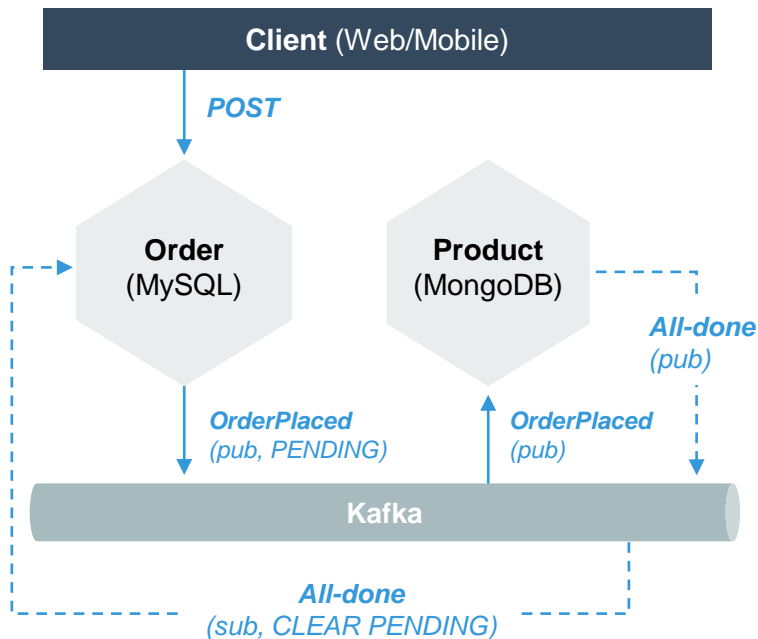 Client (Web/Mobile)
POST
Order
(MySQL)
Product
(MongoDB)
All-done
(pub)
OrderPlaced
(pub, PENDING)
OrderPlaced
(pub)
Kafka
All-done
(sub, CLEAR PENDING)